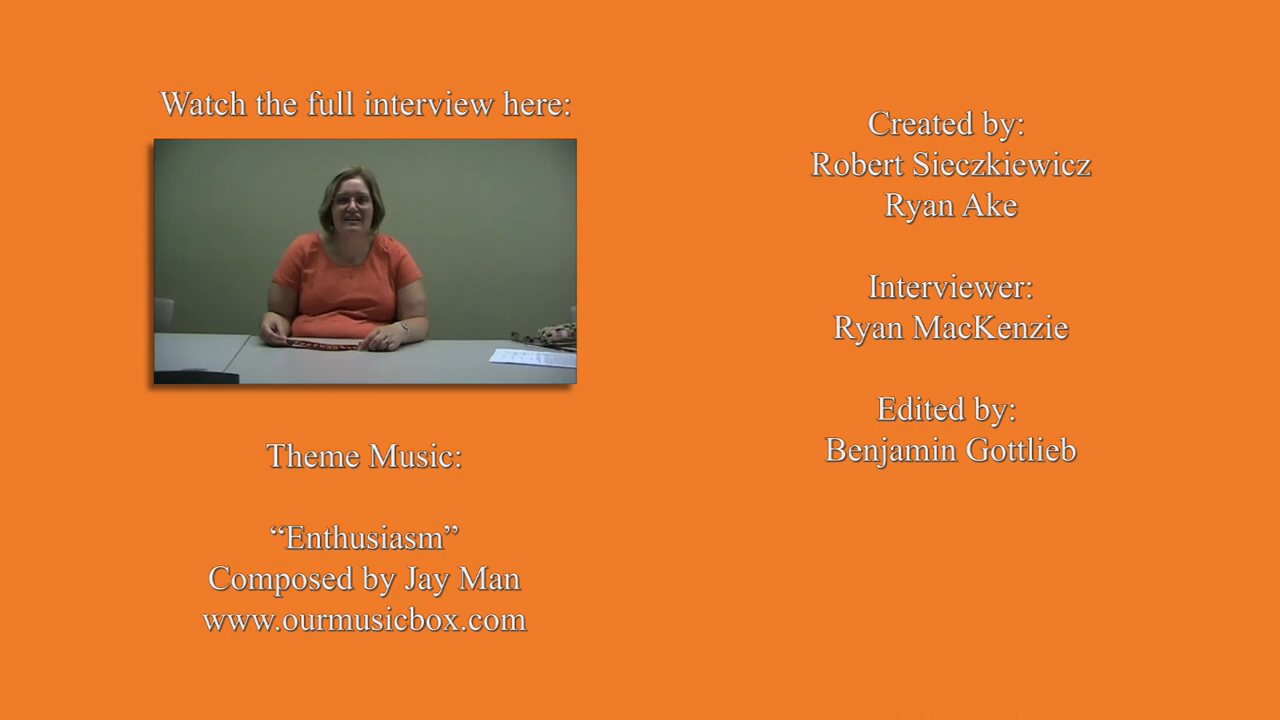 Watch the full interview here:
Theme Music:
“Enthusiasm”
Composed by Jay Man
www.ourmusicbox.com
Created by:
Robert Sieczkiewicz
Ryan Ake
Interviewer:
Ryan MacKenzie
Edited by:
Benjamin Gottlieb